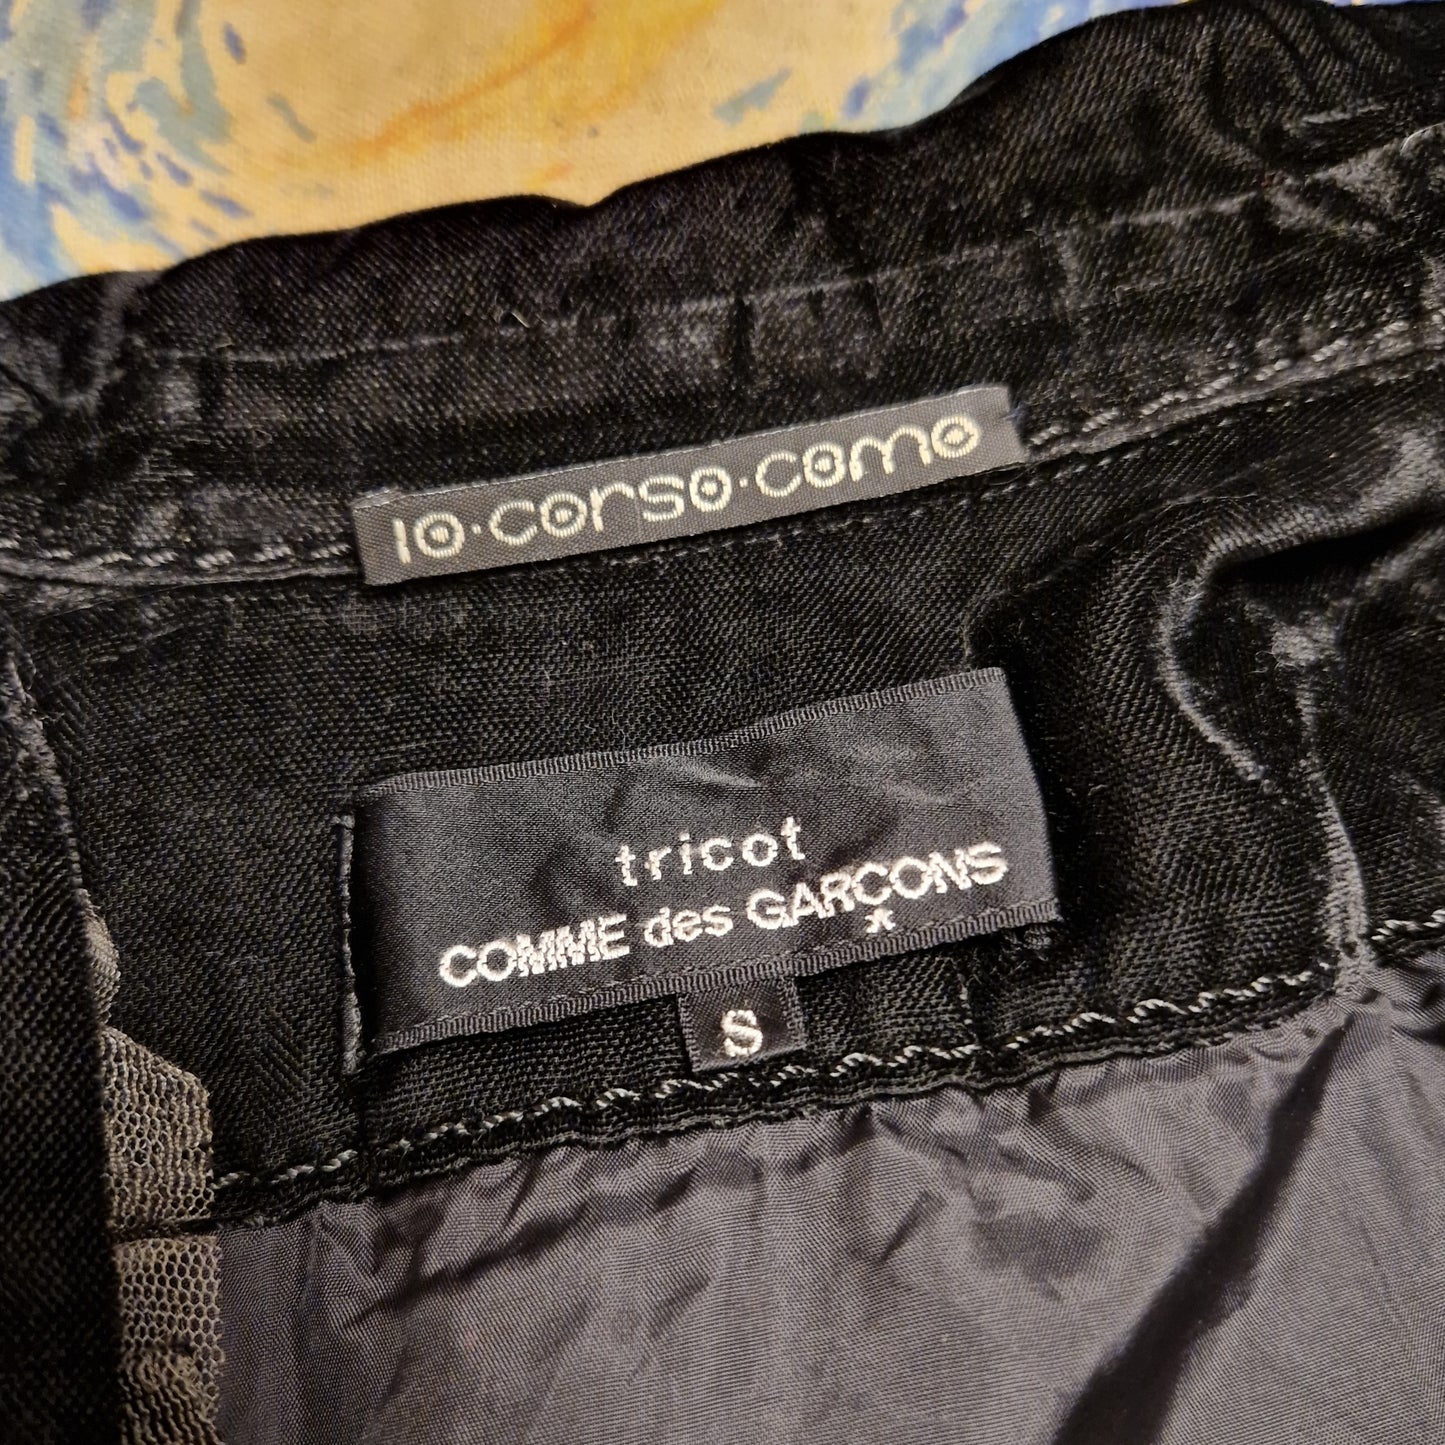 10·corso·como
tricot
COMME des GARÇONS
S